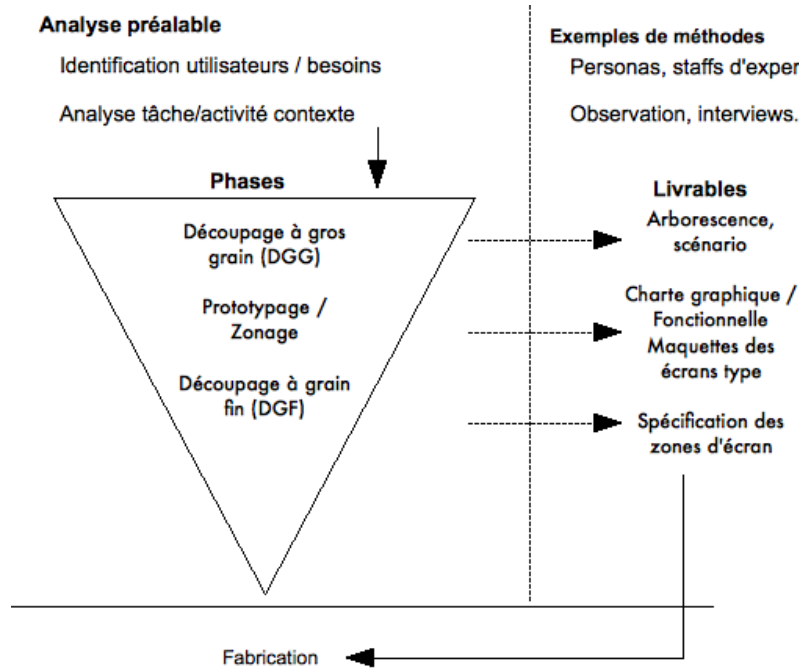 Analyse préalable
Identification utilisateurs / besoins
Analyse tâche/activité contexte
Exemples de méthodes
Personas, staffs d'exper
Observation, interviews.
Phases
Découpage à gros
grain (DGG)
Prototypage /
Zonage
Découpage à grain
fin (DGF)
Livrables
Arborescence,
scénario
Charte graphique /
Fonctionnelle
Maquettes des
écrans type
Spécification des
zones d'écran
Fabrication